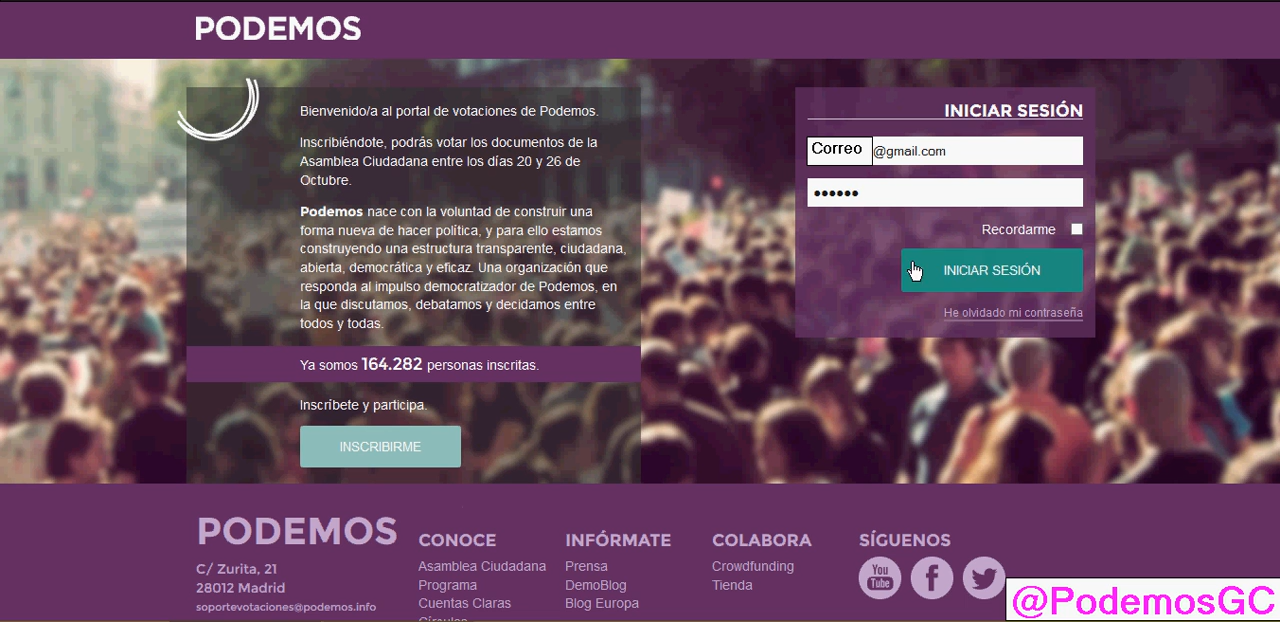 PODEMOS
Bienvenido/a al portal de votaciones de Podemos.
Inscribiéndote, podrás votar los documentos de la
Asamblea Ciudadana entre los días 20 y 26 de
Octubre.
Podemos nace con la voluntad de construir una
forma nueva de hacer política, y para ello estamos
construyendo una estructura transparente, ciudadana,
abierta, democrática y eficaz. Una organización que
responda al impulso democratizador de Podemos, en
la que discutamos, debatamos y decidamos entre
todos y todas.
Ya somos 164.282 personas inscritas.
Inscríbete y participa.
INSCRIBIRME
INICIAR SESIÓN
Correo @gmail.com
Recordarme
INICIAR SESIÓN
He olvidado mi contraseña
PODEMOS
C/ Zurita, 21
28012 Madrid
soportevotaciones@podemos.info
CONOCE
Asamblea Ciudadana
Programa
Cuentas Claras
Círculos
INFÓRMATE
Prensa
DemoBlog
Blog Europa
COLABORA
Crowdfunding
Tienda
SÍGUENOS
You
Tube
@PodemosGC